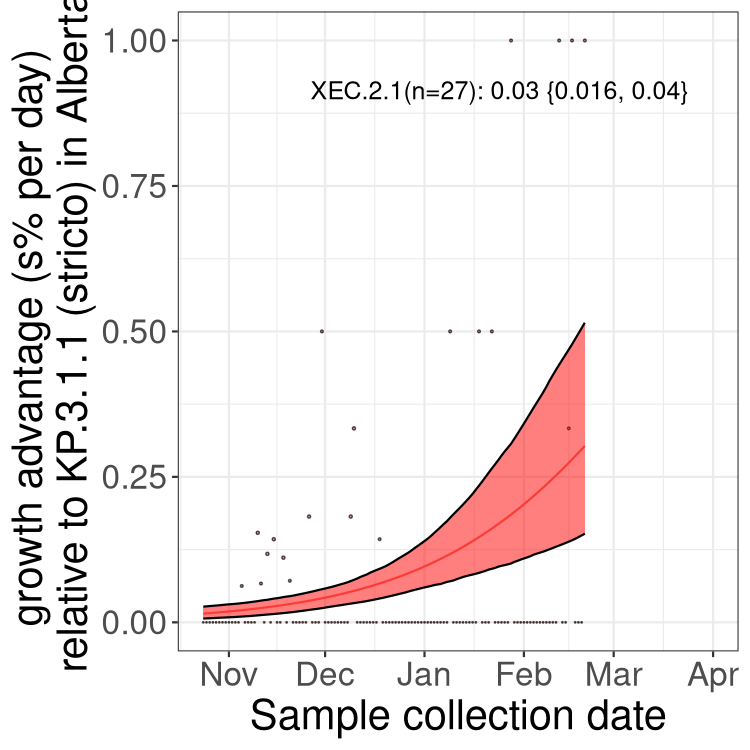 growth advantage (s% per day)
relative to KP.3.1.1 (stricto) in Alberta
1.00
0.75
0.50
0.25
0.00
XEC.2.1(n=27): 0.03 {0.016, 0.04}
Nov Dec Jan Feb Mar Apr
Sample collection date